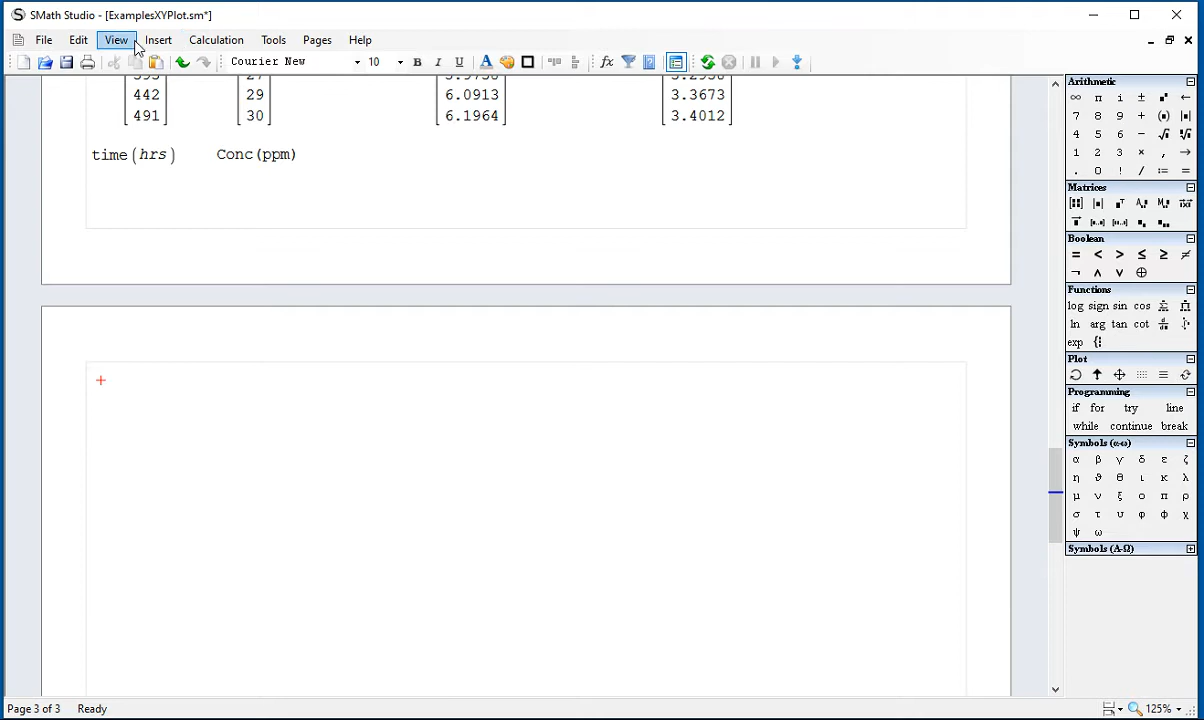 SMath Studio - [ExamplesXYPlot.sm*]
File Edit View Insert Calculation Tools Pages Help
Courier New 10 B I U A fx
442 29 6.0913 3.3673
491 30 6.1964 3.4012
time(hrs) Conc(ppm)
Arithmetic
∞ π i ± ←
7 8 9 + (▪) |▪|
4 5 6 − √ ∜
1 2 3 × , →
. 0 ! / := =
Matrices
Boolean
= < > ≤ ≥ ≠
¬ ∧ ∨ ⊕
Functions
log sign sin cos
ln arg tan cot
exp
Plot
Programming
if for try line
while continue break
Symbols (α-ω)
α β γ δ ε ζ
η ϑ θ ι κ λ
μ ν ξ ο π ρ
σ τ υ φ ϕ χ
ψ ω
Symbols (Α-Ω)
Page 3 of 3 Ready 125%